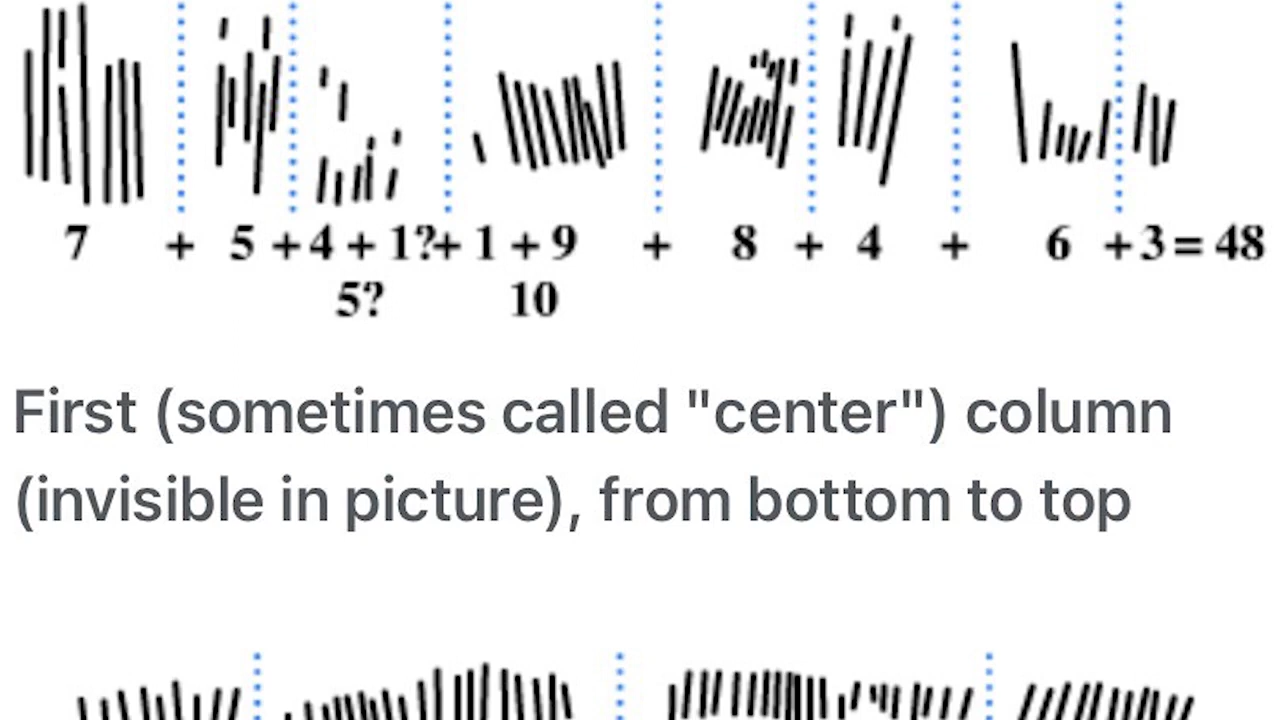 7 + 5 + 4 + 1?+ 1 + 9 + 8 + 4 + 6 + 3 = 48
5? 10
First (sometimes called "center") column
(invisible in picture), from bottom to top